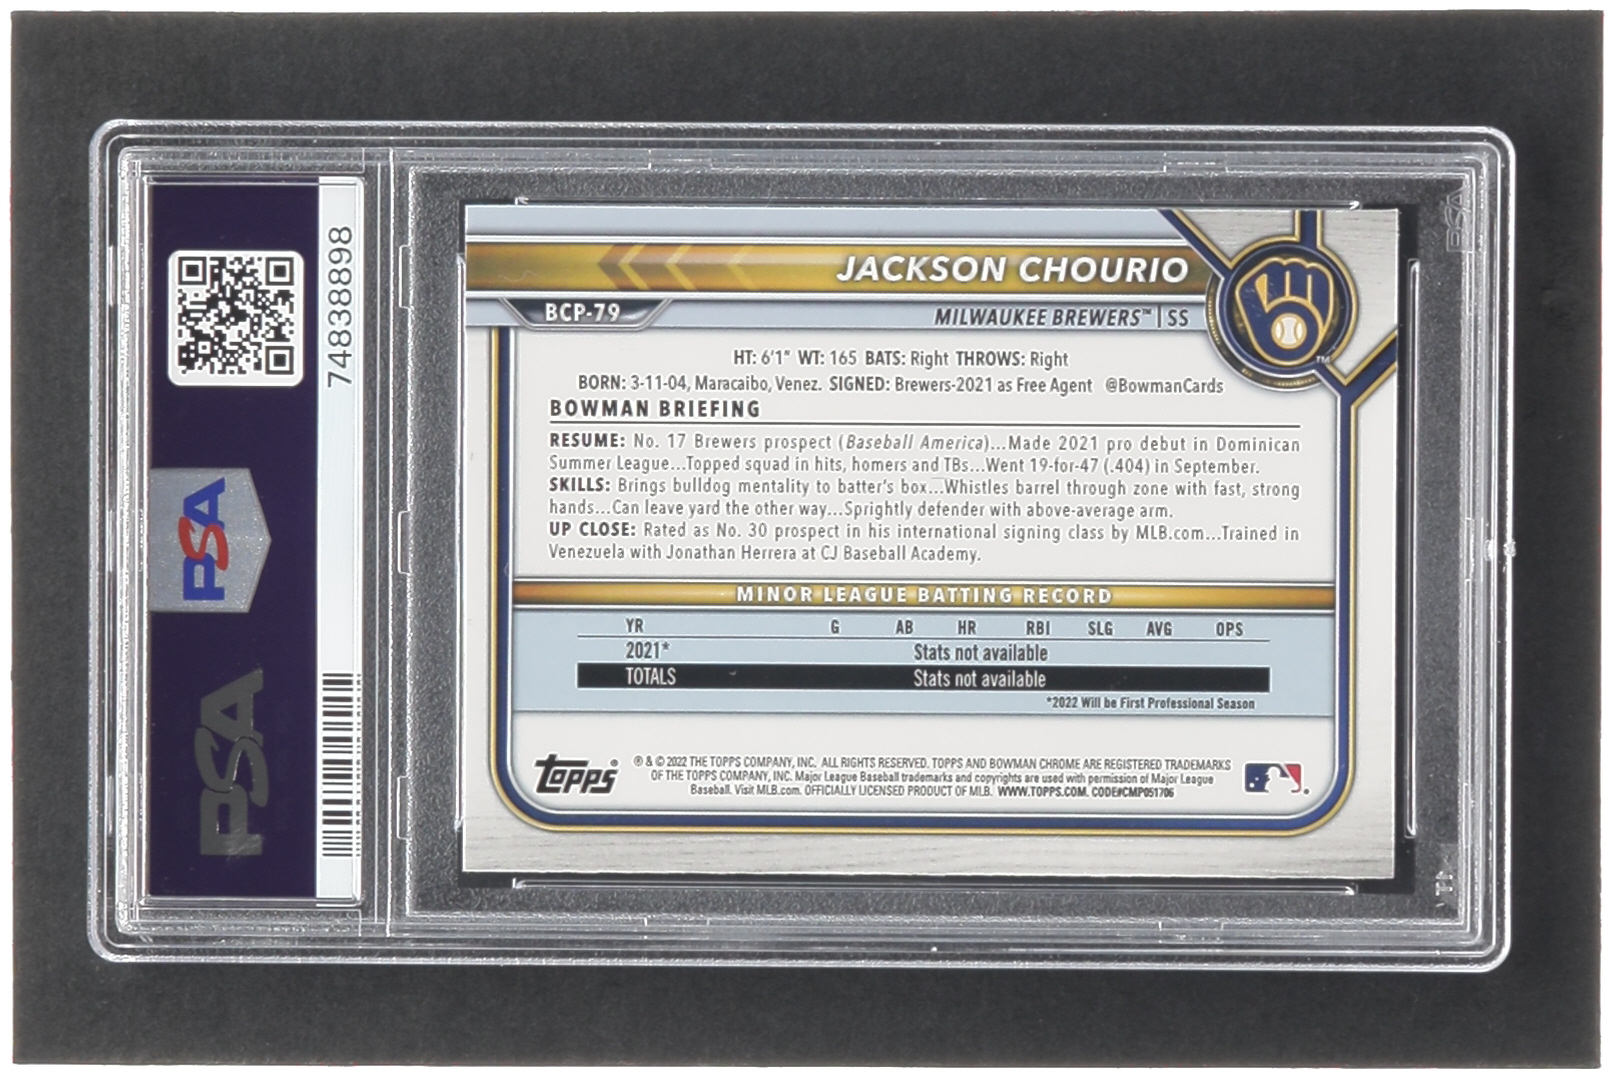 74838898
PSA
PSA
JACKSON CHOURIO
BCP-79
MILWAUKEE BREWERS™ | SS
HT: 6'1" WT: 165 BATS: Right THROWS: Right
BORN: 3-11-04, Maracaibo, Venez. SIGNED: Brewers-2021 as Free Agent @BowmanCards
BOWMAN BRIEFING
RESUME: No. 17 Brewers prospect (Baseball America)...Made 2021 pro debut in Dominican
Summer League...Topped squad in hits, homers and TBs...Went 19-for-47 (.404) in September.
SKILLS: Brings bulldog mentality to batter's box...Whistles barrel through zone with fast, strong
hands...Can leave yard the other way...Sprightly defender with above-average arm.
UP CLOSE: Rated as No. 30 prospect in his international signing class by MLB.com...Trained in
Venezuela with Jonathan Herrera at CJ Baseball Academy.
MINOR LEAGUE BATTING RECORD
YR G AB HR RBI SLG AVG OPS
2021* Stats not available
TOTALS Stats not available
*2022 Will be First Professional Season
Topps®
® & © 2022 THE TOPPS COMPANY, INC. ALL RIGHTS RESERVED. TOPPS AND BOWMAN CHROME ARE REGISTERED TRADEMARKS
OF THE TOPPS COMPANY, INC. Major League Baseball trademarks and copyrights are used with permission of Major League
Baseball. Visit MLB.com. OFFICIALLY LICENSED PRODUCT OF MLB. WWW.TOPPS.COM. CODE#CMP051706
PSA